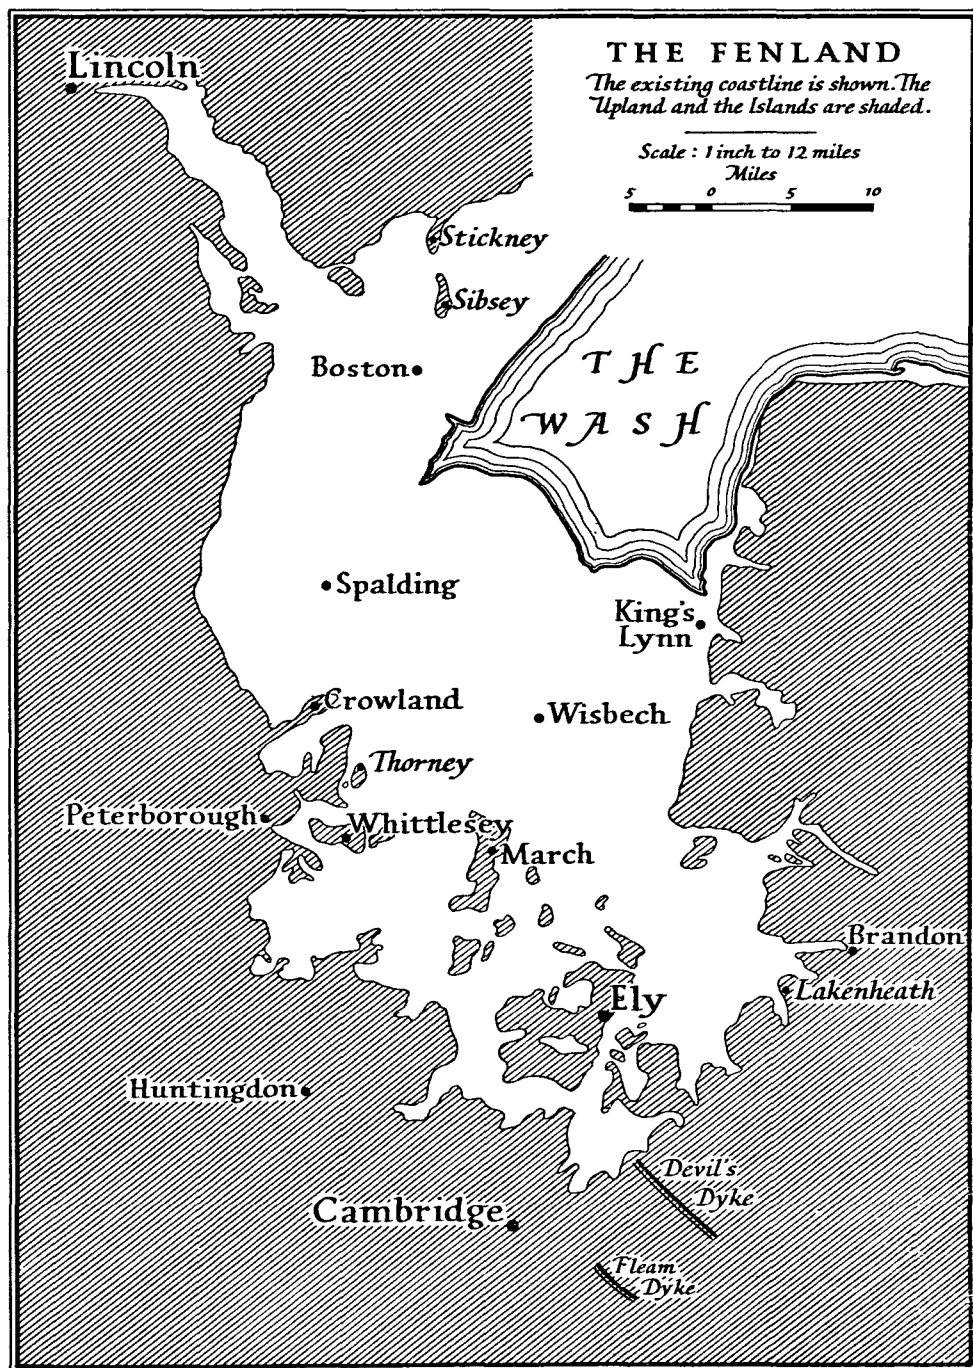 THE FENLAND
The existing coastline is shown. The
Upland and the Islands are shaded.
Scale : 1 inch to 12 miles
Miles
5 0 5 10
Lincoln
Stickney
Sibsey
Boston
THE
WASH
Spalding
King's
Lynn
Crowland
Wisbech
Thorney
Peterborough
Whittlesey
March
Brandon
Lakenheath
Ely
Huntingdon
Devil's
Dyke
Cambridge
Fleam
Dyke